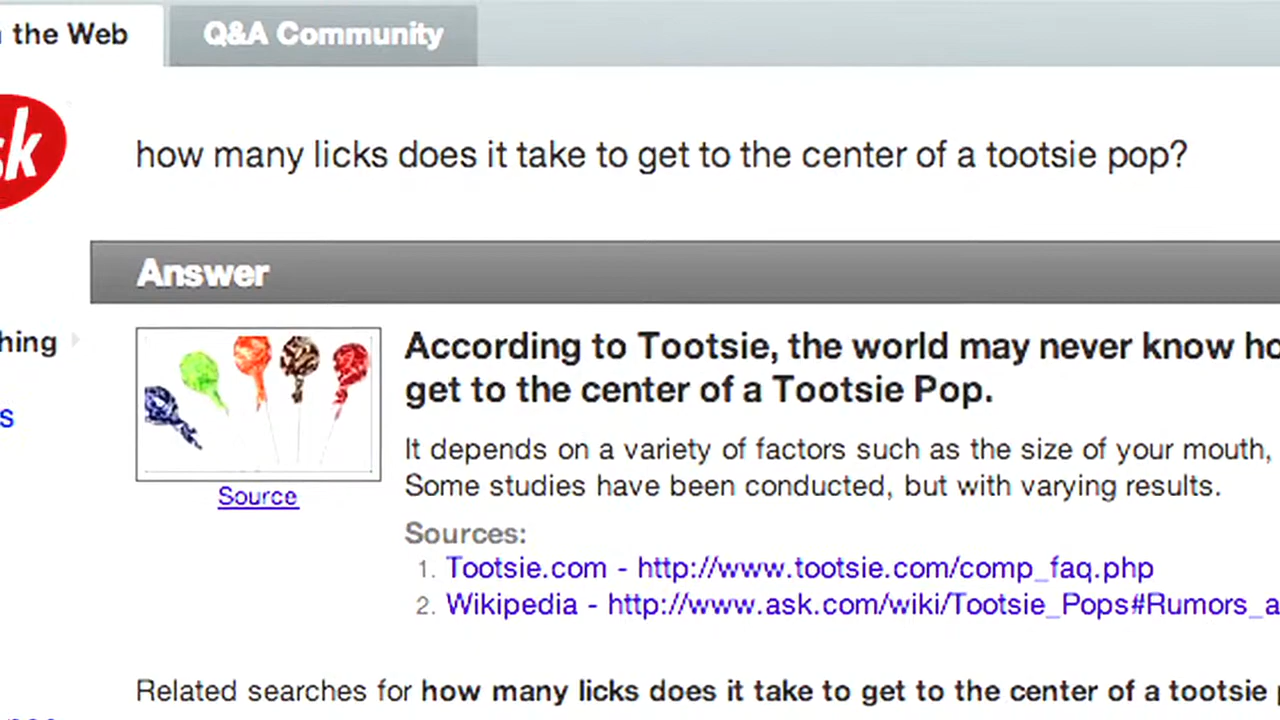 the Web
Q&A Community
sk
how many licks does it take to get to the center of a tootsie pop?
Answer
hing
According to Tootsie, the world may never know ho
s
get to the center of a Tootsie Pop.
It depends on a variety of factors such as the size of your mouth,
Some studies have been conducted, but with varying results.
Source
Sources:
1. Tootsie.com - http://www.tootsie.com/comp_faq.php
2. Wikipedia - http://www.ask.com/wiki/Tootsie_Pops#Rumors_a
Related searches for how many licks does it take to get to the center of a tootsie